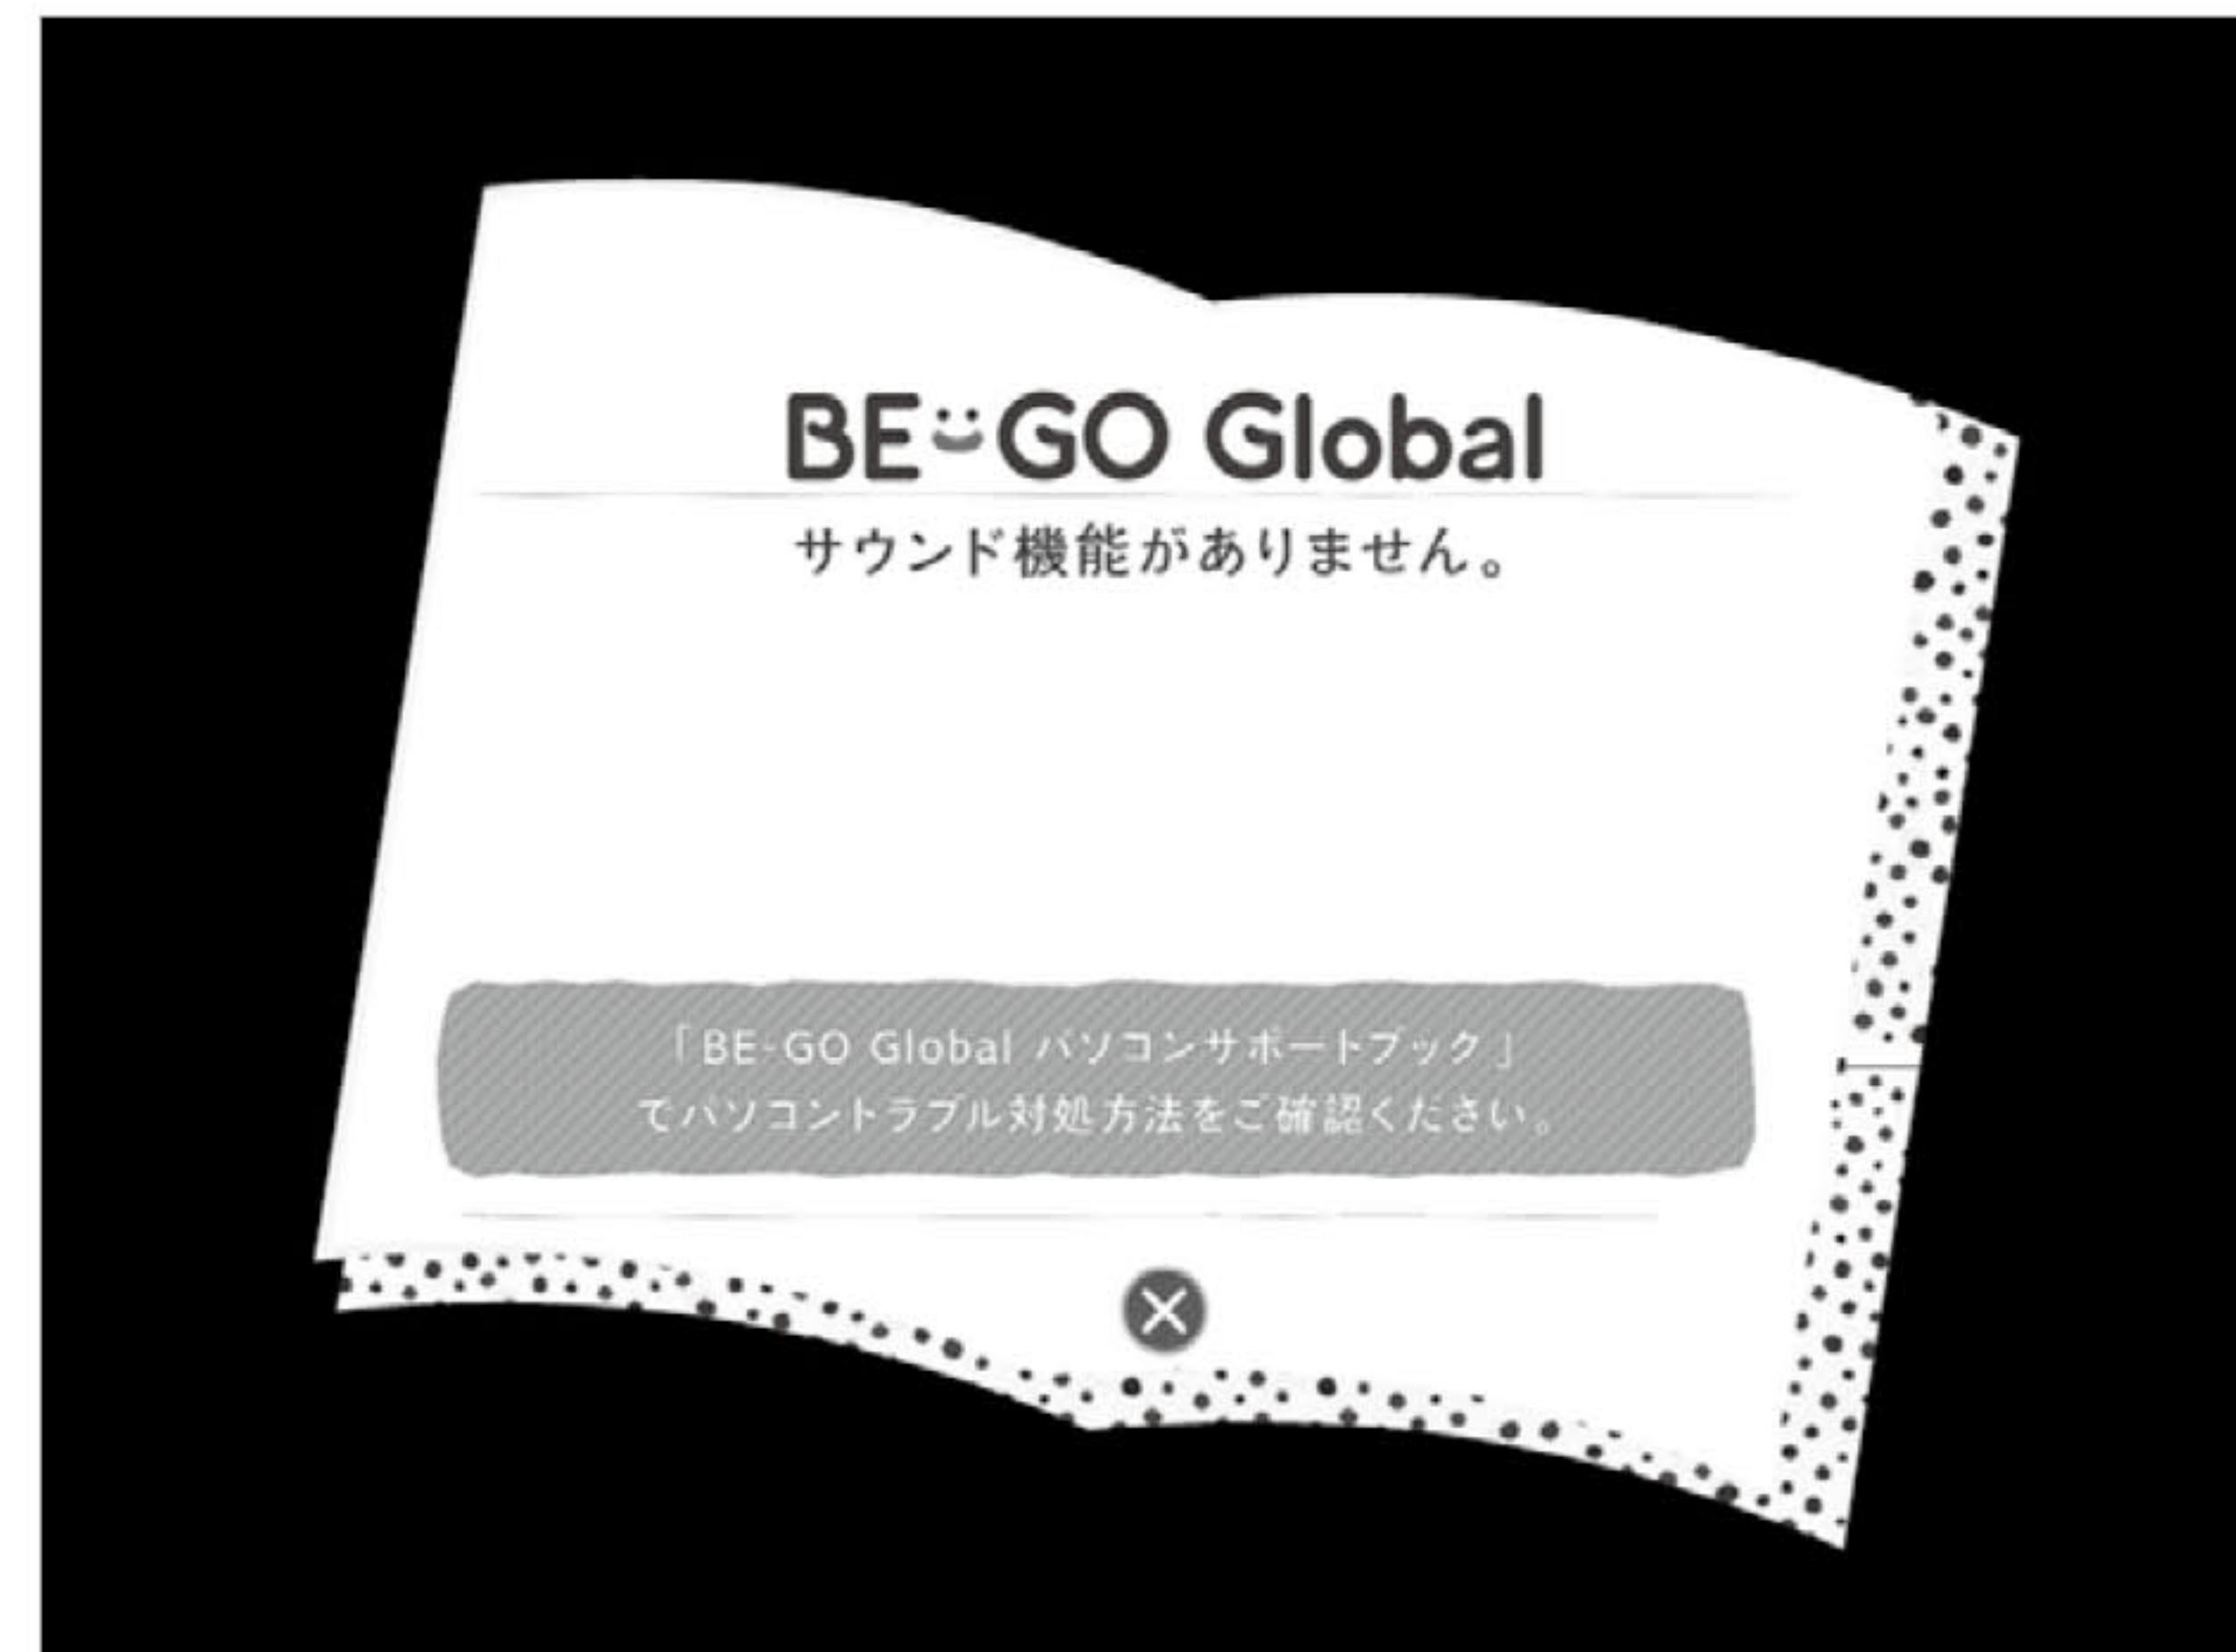 BE-GO Global
サウンド機能がありません。
「BE-GO Global パソコンサポートブック」
でパソコントラブル対処方法をご確認ください。